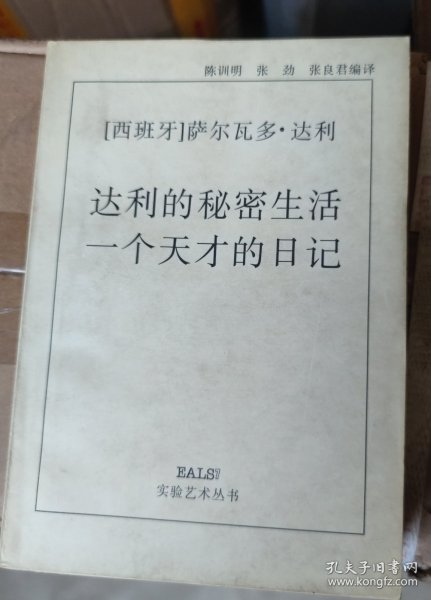 陈训明 张 劲 张良君编译
[西班牙]萨尔瓦多·达利
达利的秘密生活
一个天才的日记
EALS
实验艺术丛书
孔夫子旧书网
www.kongfz.com